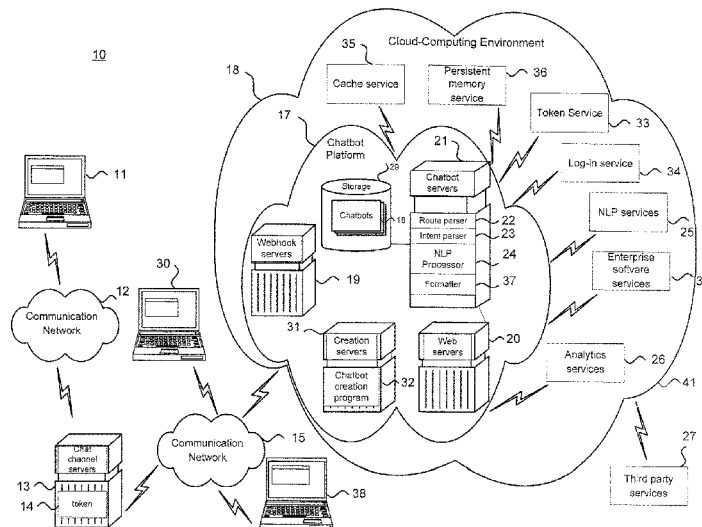 10
35
Cloud-Computing Environment
18
Cache service
Persistent
memory
service
36
17
21
Token Service
33
Chatbot
Platform
11
Storage
29
Chatbot
servers
Log-In service
34
Chatbots
Route parser
22
Intent parser
23
NLP services
25
Webhook
servers
NLP
Processor
24
30
Enterprise
software
services
12
19
Formatter
37
Communication
Network
31
20
Creation
servers
Web
servers
Analytics
services
26
Chatbot
creation
program
32
41
Communication
Network
15
27
Chat
channel
servers
13
14
token
38
Third party
services